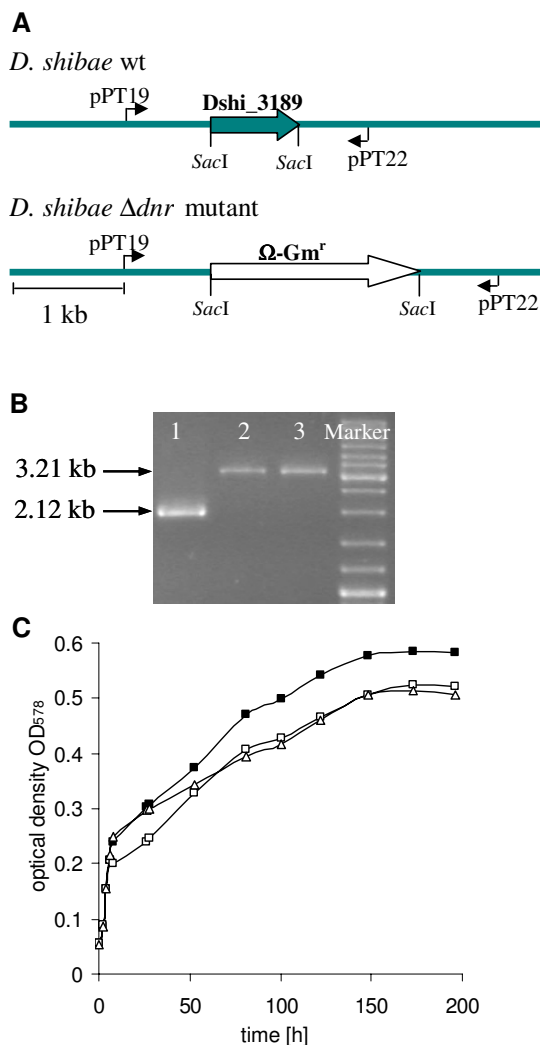 A
D. shibae wt
pPT19
Dshi_3189
SacI
SacI
pPT22
D. shibae Δdnr mutant
pPT19
Ω-Gmʳ
SacI
SacI
pPT22
1 kb
B
1
2
3
Marker
3.21 kb
2.12 kb
C
optical density OD578
0.6
0.5
0.4
0.3
0.2
0.1
0
0
50
100
150
200
time [h]